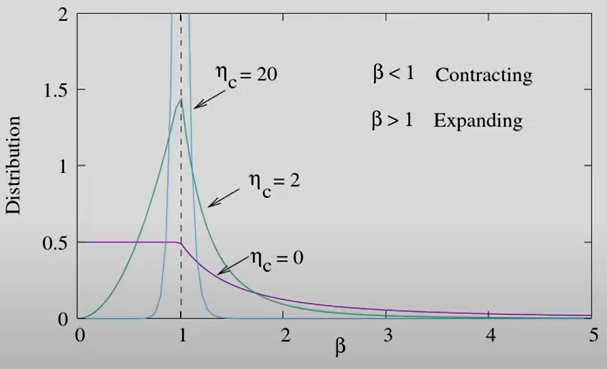 2
η_c = 20
β < 1 Contracting
1.5
β > 1 Expanding
Distribution
1
η_c = 2
0.5
η_c = 0
0
0 1 2 3 4 5
β